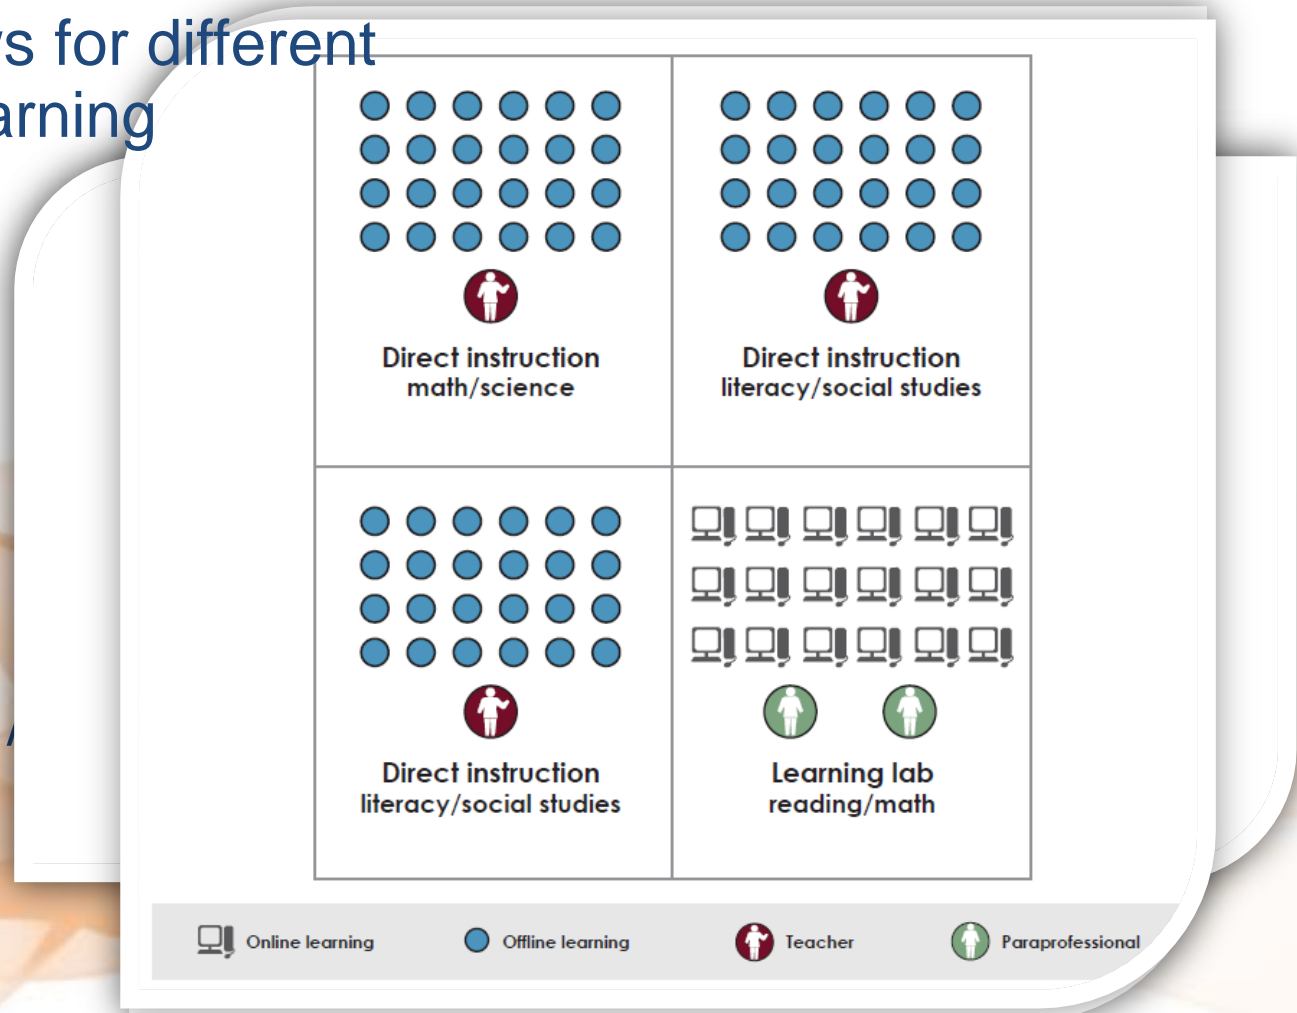 for different
Direct instruction
math/science
Direct instruction
literacy/social studies
Direct instruction
literacy/social studies
Learning lab
reading/math
Online learning
Offline learning
Teacher
Paraprofessional